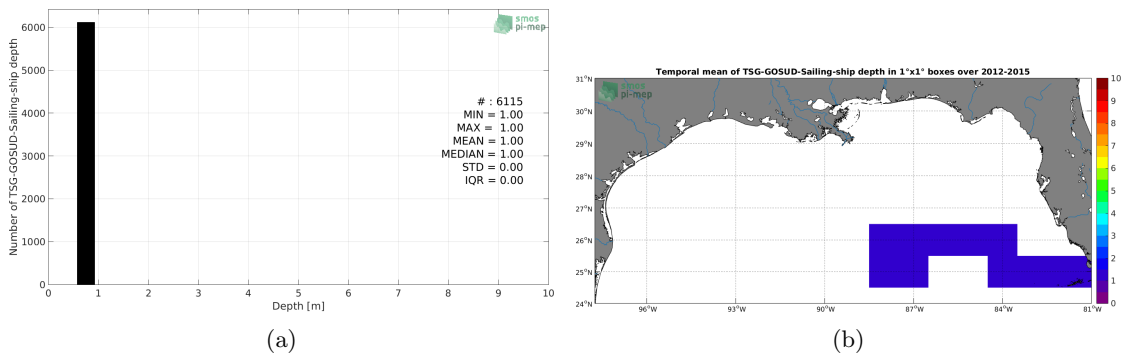 smos
pi-mep
6000
5000
4000
3000
2000
1000
0
Number of TSG-GOSUD-Sailing-ship depth
# : 6115
MIN = 1.00
MAX = 1.00
MEAN = 1.00
MEDIAN = 1.00
STD = 0.00
IQR = 0.00
0 1 2 3 4 5 6 7 8 9 10
Depth [m]
(a)
Temporal mean of TSG-GOSUD-Sailing-ship depth in 1°x1° boxes over 2012-2015
smos
pi-mep
31°N
30°N
29°N
28°N
27°N
26°N
25°N
24°N
96°W 93°W 90°W 87°W 84°W 81°W
10
9
8
7
6
5
4
3
2
1
0
(b)